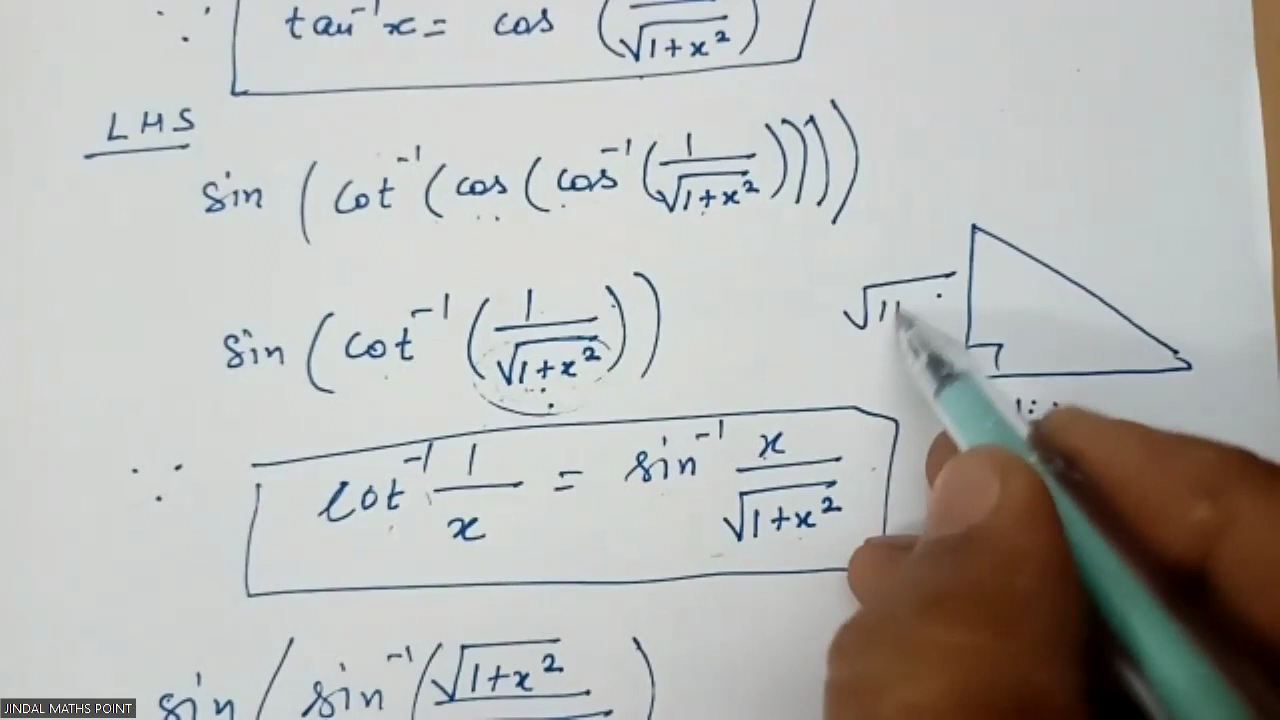 ∵ tan⁻¹x = cos (/√(1+x²))
LHS
sin (cot⁻¹(cos(cos⁻¹(1/√(1+x²)))))
sin (cot⁻¹(1/√(1+x²)))
√1
∵ cot⁻¹ 1/x = sin⁻¹ x/√(1+x²)
sin(sin⁻¹(√(1+x²)/
JINDAL MATHS POINT